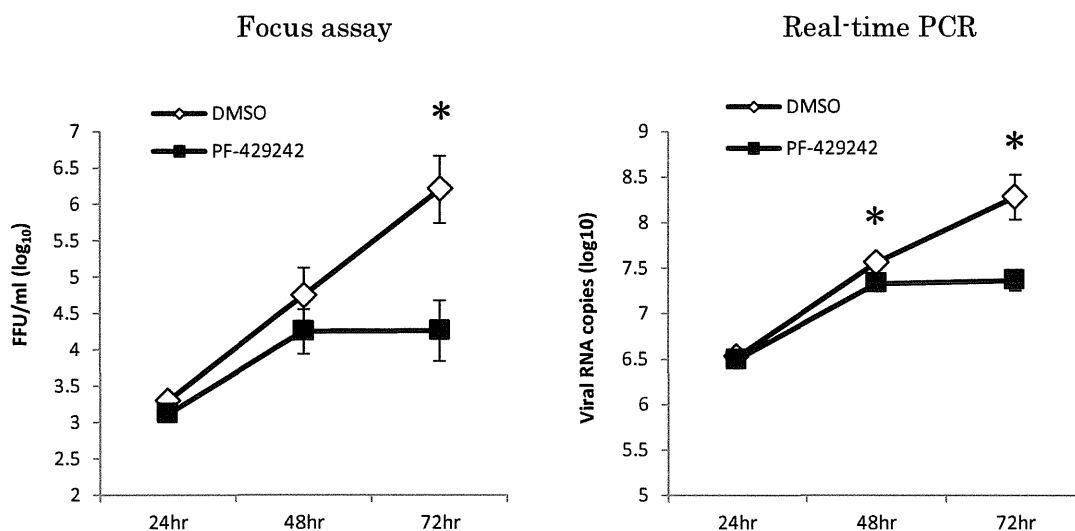 Focus assay
DMSO
PF-429242
*
7
6.5
6
5.5
5
4.5
4
3.5
3
2.5
2
FFU/ml (log₁₀)
24hr
48hr
72hr
Real-time PCR
DMSO
PF-429242
*
*
9
8.5
8
7.5
7
6.5
6
5.5
5
Viral RNA copies (log10)
24hr
48hr
72hr